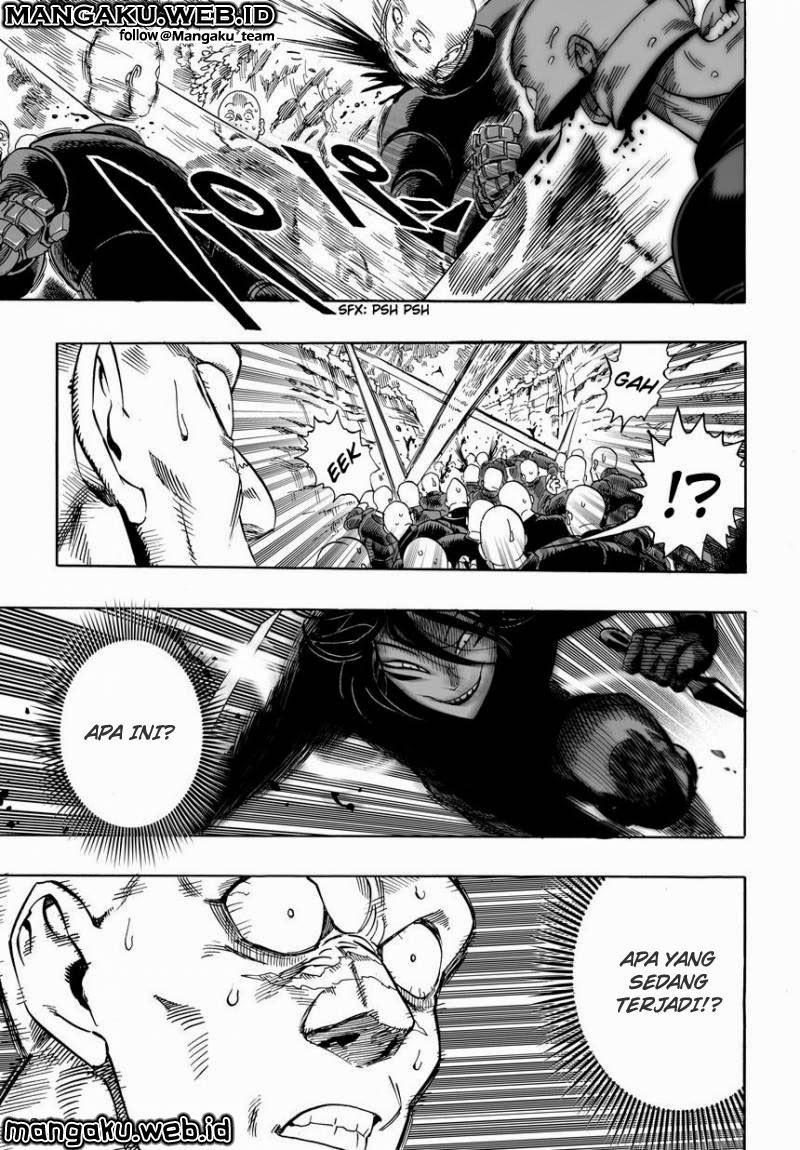 MANGAKU.WEB.ID
follow @Mangaku_team
SFX: PSH PSH
GAH
EEK
!?
APA INI?
APA YANG
SEDANG
TERJADI!?
mangaku.web.id